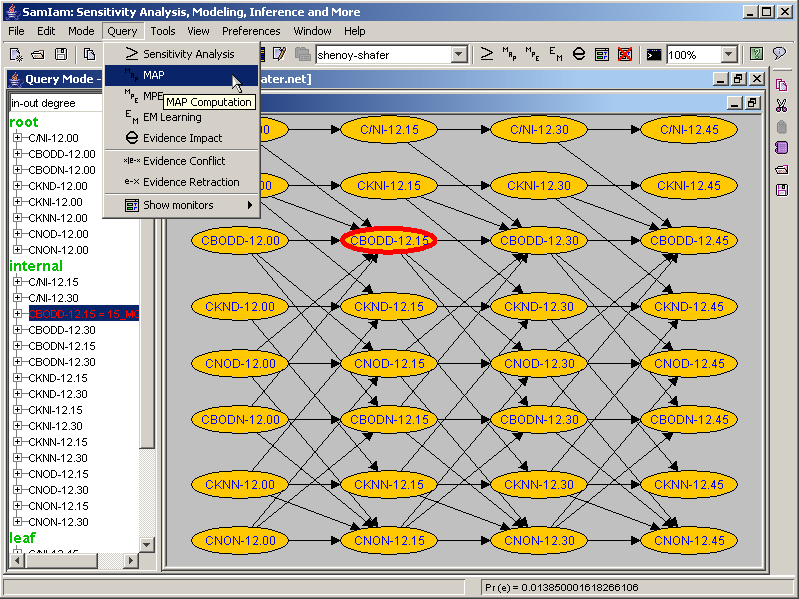 SamIam: Sensitivity Analysis, Modeling, Inference and More
File Edit Mode Query Tools View Preferences Window Help
shenoy-shafer 100%
Query Mode - ater.net]
Sensitivity Analysis
MAP
MPE
MAP Computation
EM Learning
Evidence Impact
Evidence Conflict
Evidence Retraction
Show monitors
in-out degree
root
C/NI-12.00
CBODD-12.00
CBODN-12.00
CKND-12.00
CKNI-12.00
CKNN-12.00
CNOD-12.00
CNON-12.00
internal
C/NI-12.15
C/NI-12.30
CBODD-12.15 = 15_MG
CBODD-12.30
CBODN-12.15
CBODN-12.30
CKND-12.15
CKND-12.30
CKNI-12.15
CKNI-12.30
CKNN-12.15
CKNN-12.30
CNOD-12.15
CNOD-12.30
CNON-12.15
CNON-12.30
leaf
C/NI-12.45
.00 C/NI-12.15 C/NI-12.30 C/NI-12.45
.00 CKNI-12.15 CKNI-12.30 CKNI-12.45
CBODD-12.00 CBODD-12.15 CBODD-12.30 CBODD-12.45
CKND-12.00 CKND-12.15 CKND-12.30 CKND-12.45
CNOD-12.00 CNOD-12.15 CNOD-12.30 CNOD-12.45
CBODN-12.00 CBODN-12.15 CBODN-12.30 CBODN-12.45
CKNN-12.00 CKNN-12.15 CKNN-12.30 CKNN-12.45
CNON-12.00 CNON-12.15 CNON-12.30 CNON-12.45
Pr (e) = 0.013850001618266106